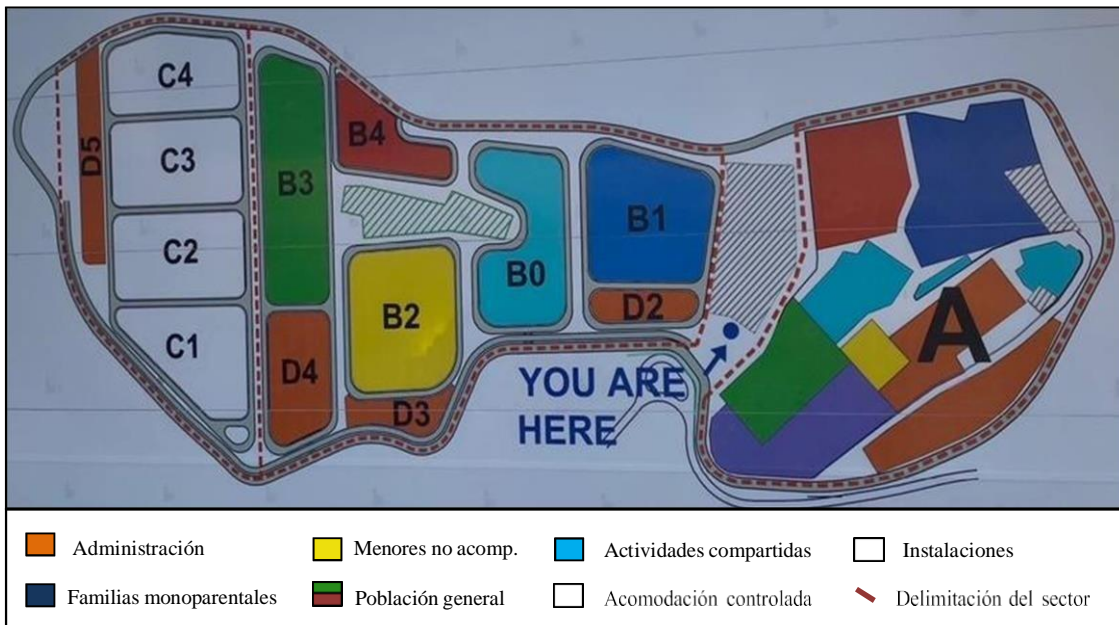 C4
D5
C3
C2
C1
B3
B4
D4
B2
D3
B0
B1
D2
YOU ARE
HERE
A
Administración
Menores no acomp.
Actividades compartidas
Instalaciones
Familias monoparentales
Población general
Acomodación controlada
Delimitación del sector